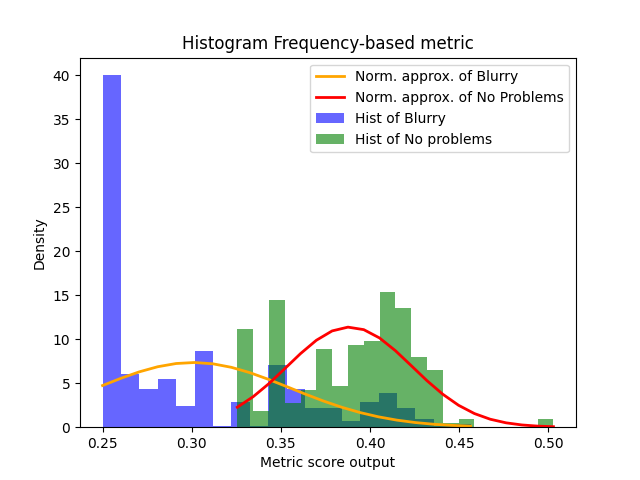 Histogram Frequency-based metric
Norm. approx. of Blurry
Norm. approx. of No Problems
Hist of Blurry
Hist of No problems
Density
40
35
30
25
20
15
10
5
0
0.25 0.30 0.35 0.40 0.45 0.50
Metric score output